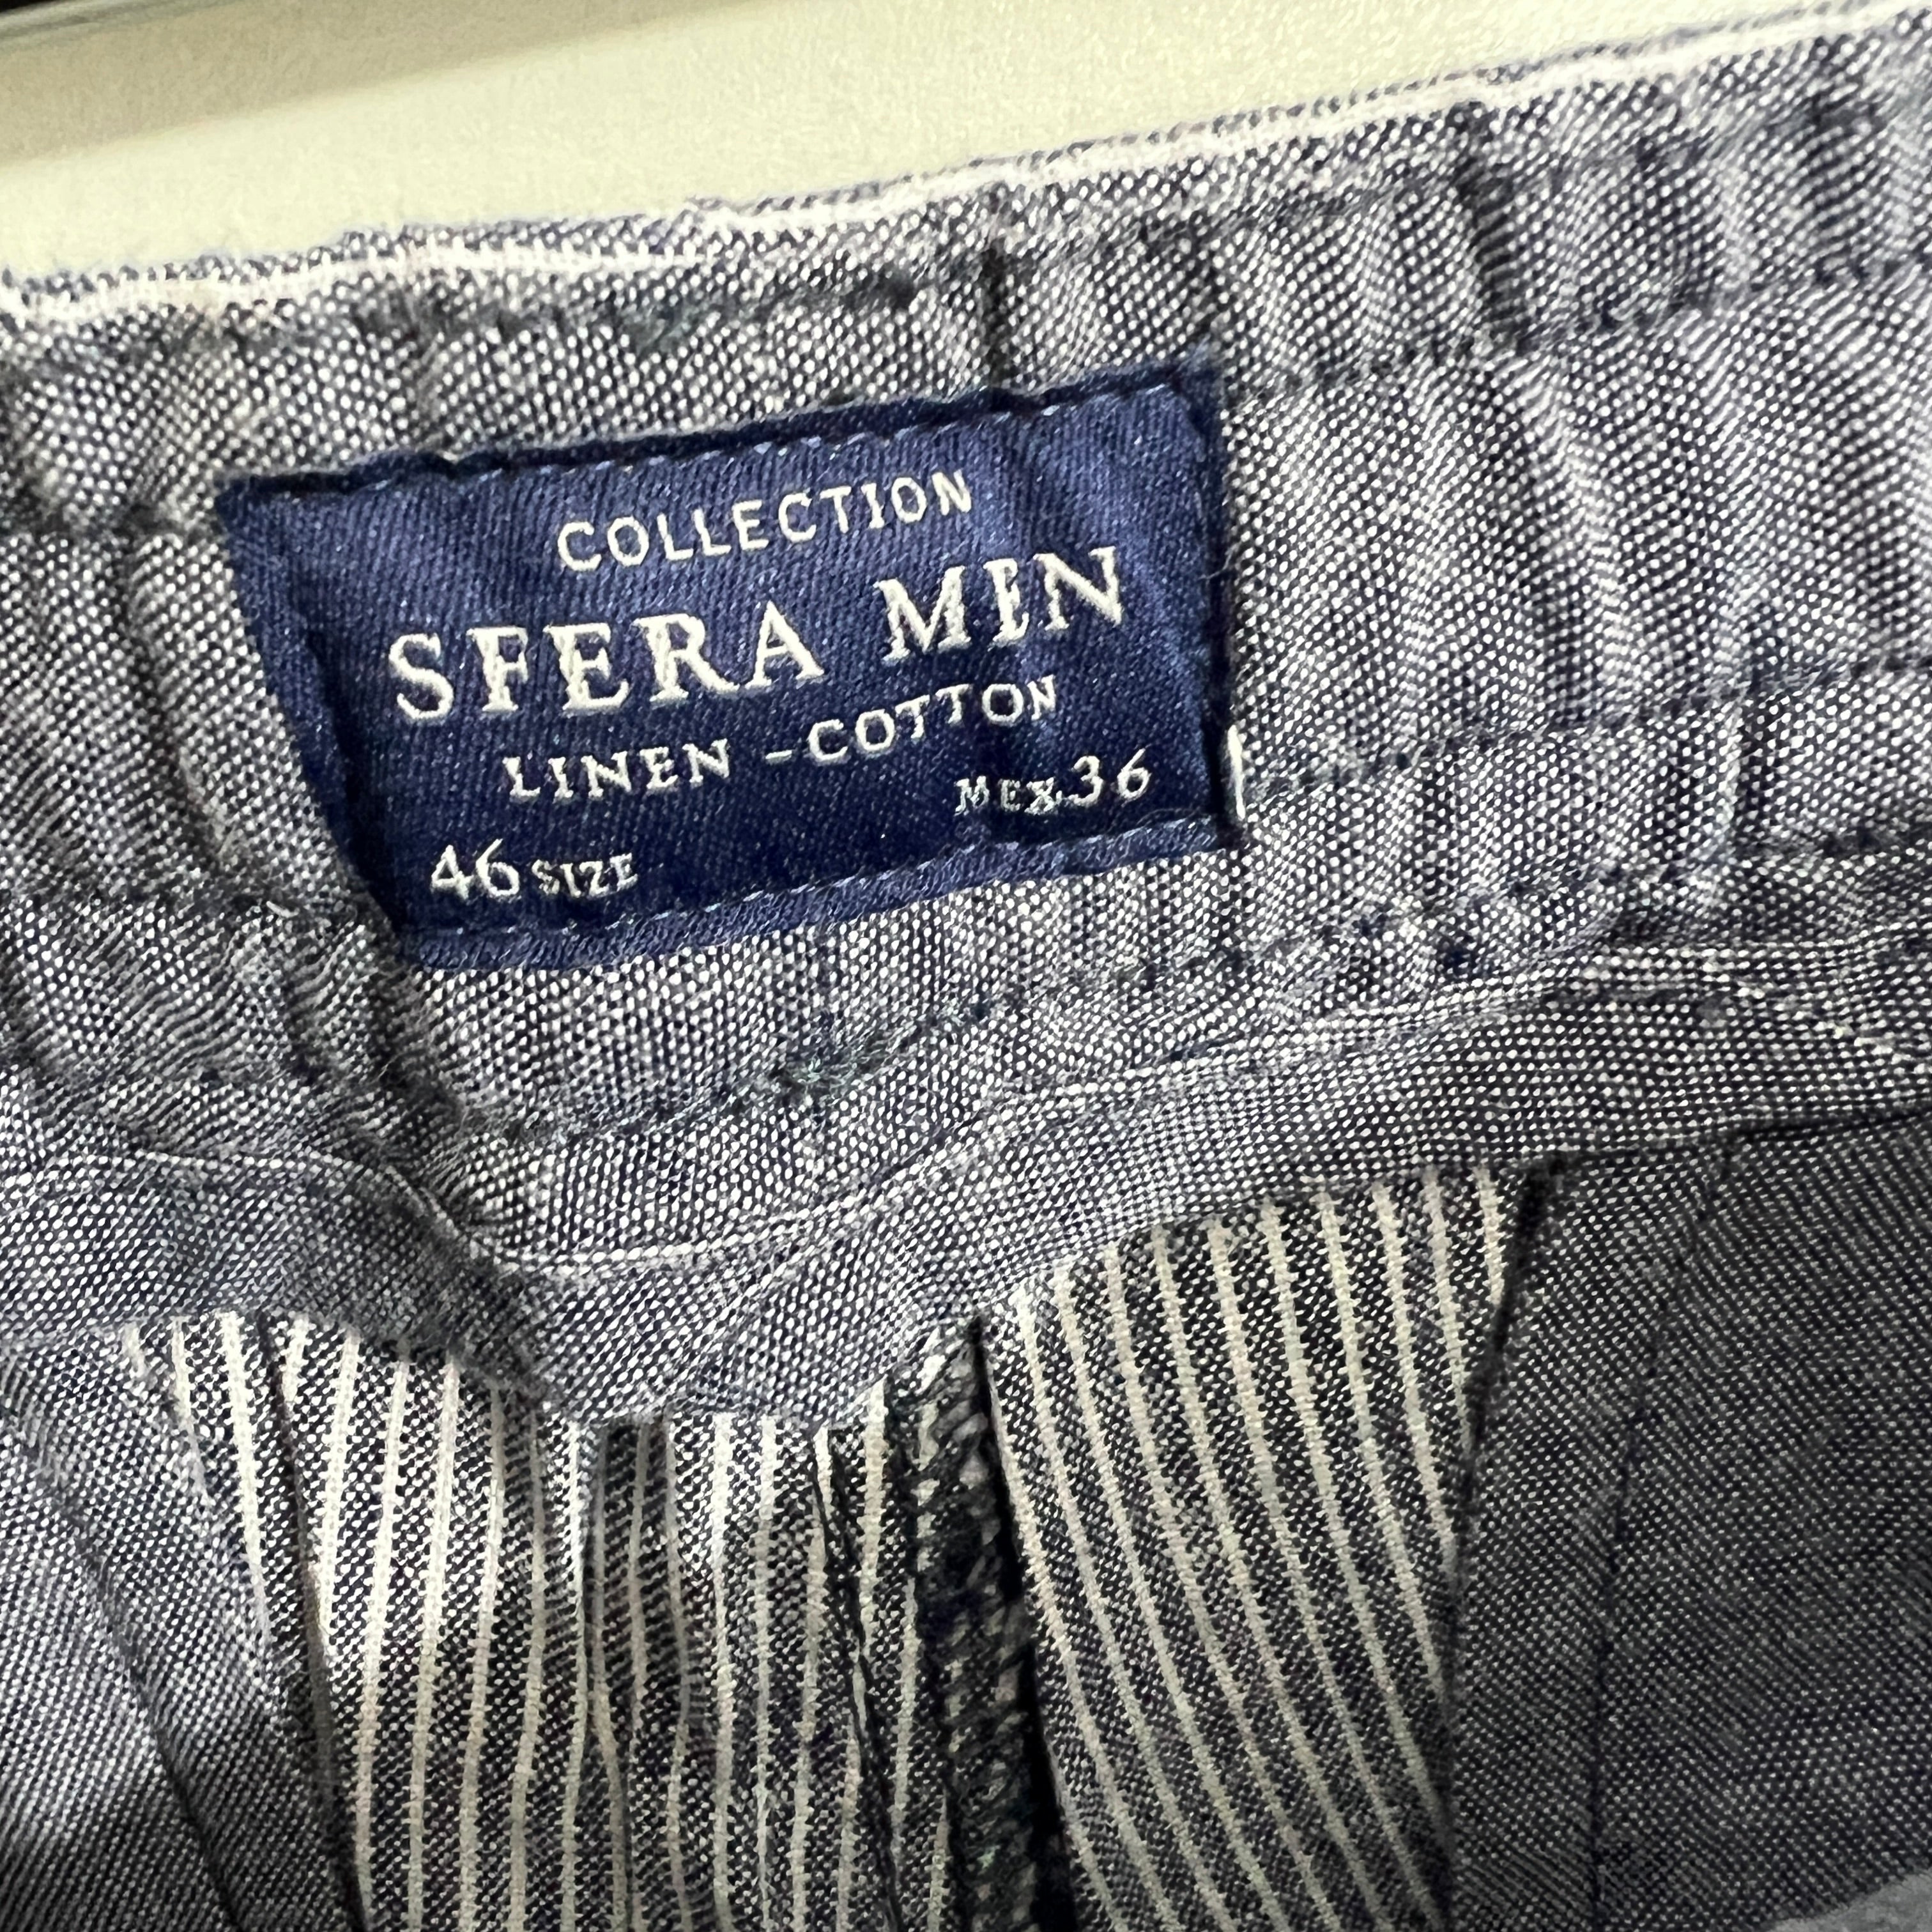 COLLECTION
SFERA MEN
LINEN - COTTON
MEX.36
46 SIZE